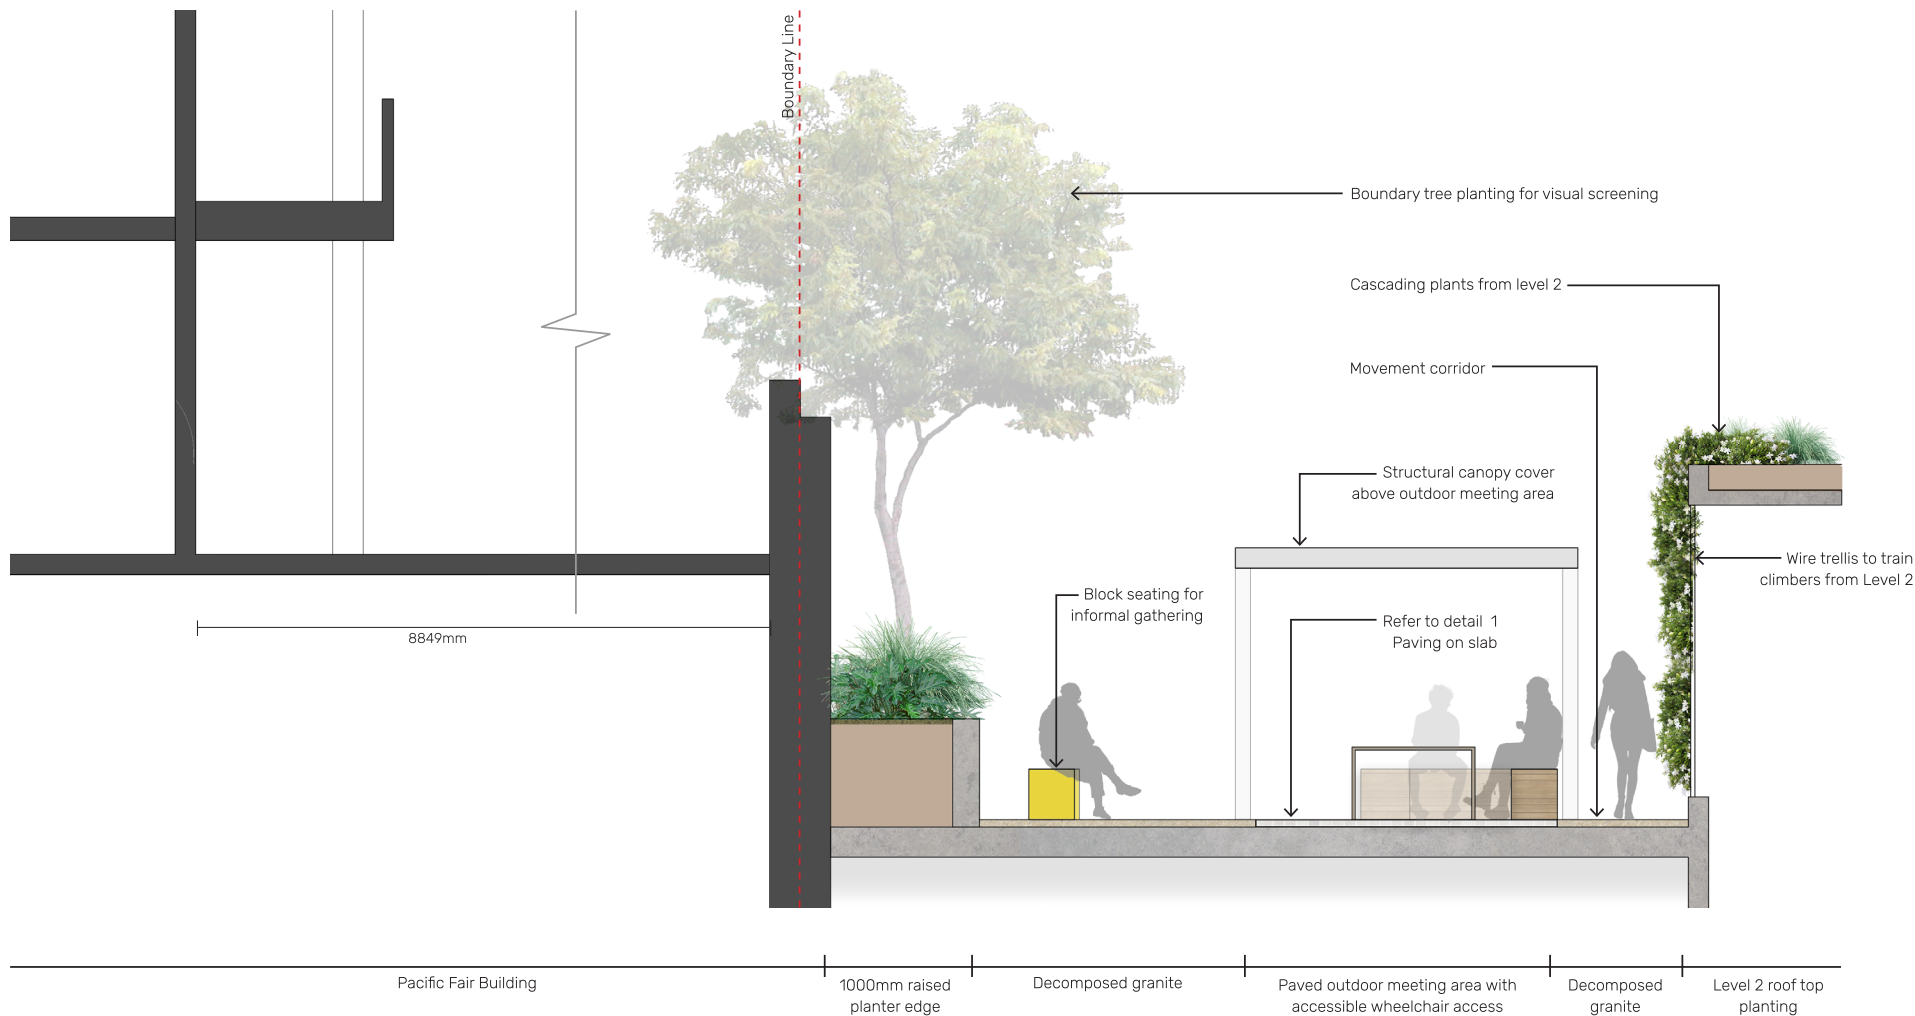 Boundary Line
Boundary tree planting for visual screening
Cascading plants from level 2
Movement corridor
Structural canopy cover
above outdoor meeting area
Wire trellis to train
climbers from Level 2
Block seating for
informal gathering
Refer to detail 1
Paving on slab
8849mm
Pacific Fair Building
1000mm raised
planter edge
Decomposed granite
Paved outdoor meeting area with
accessible wheelchair access
Decomposed
granite
Level 2 roof top
planting